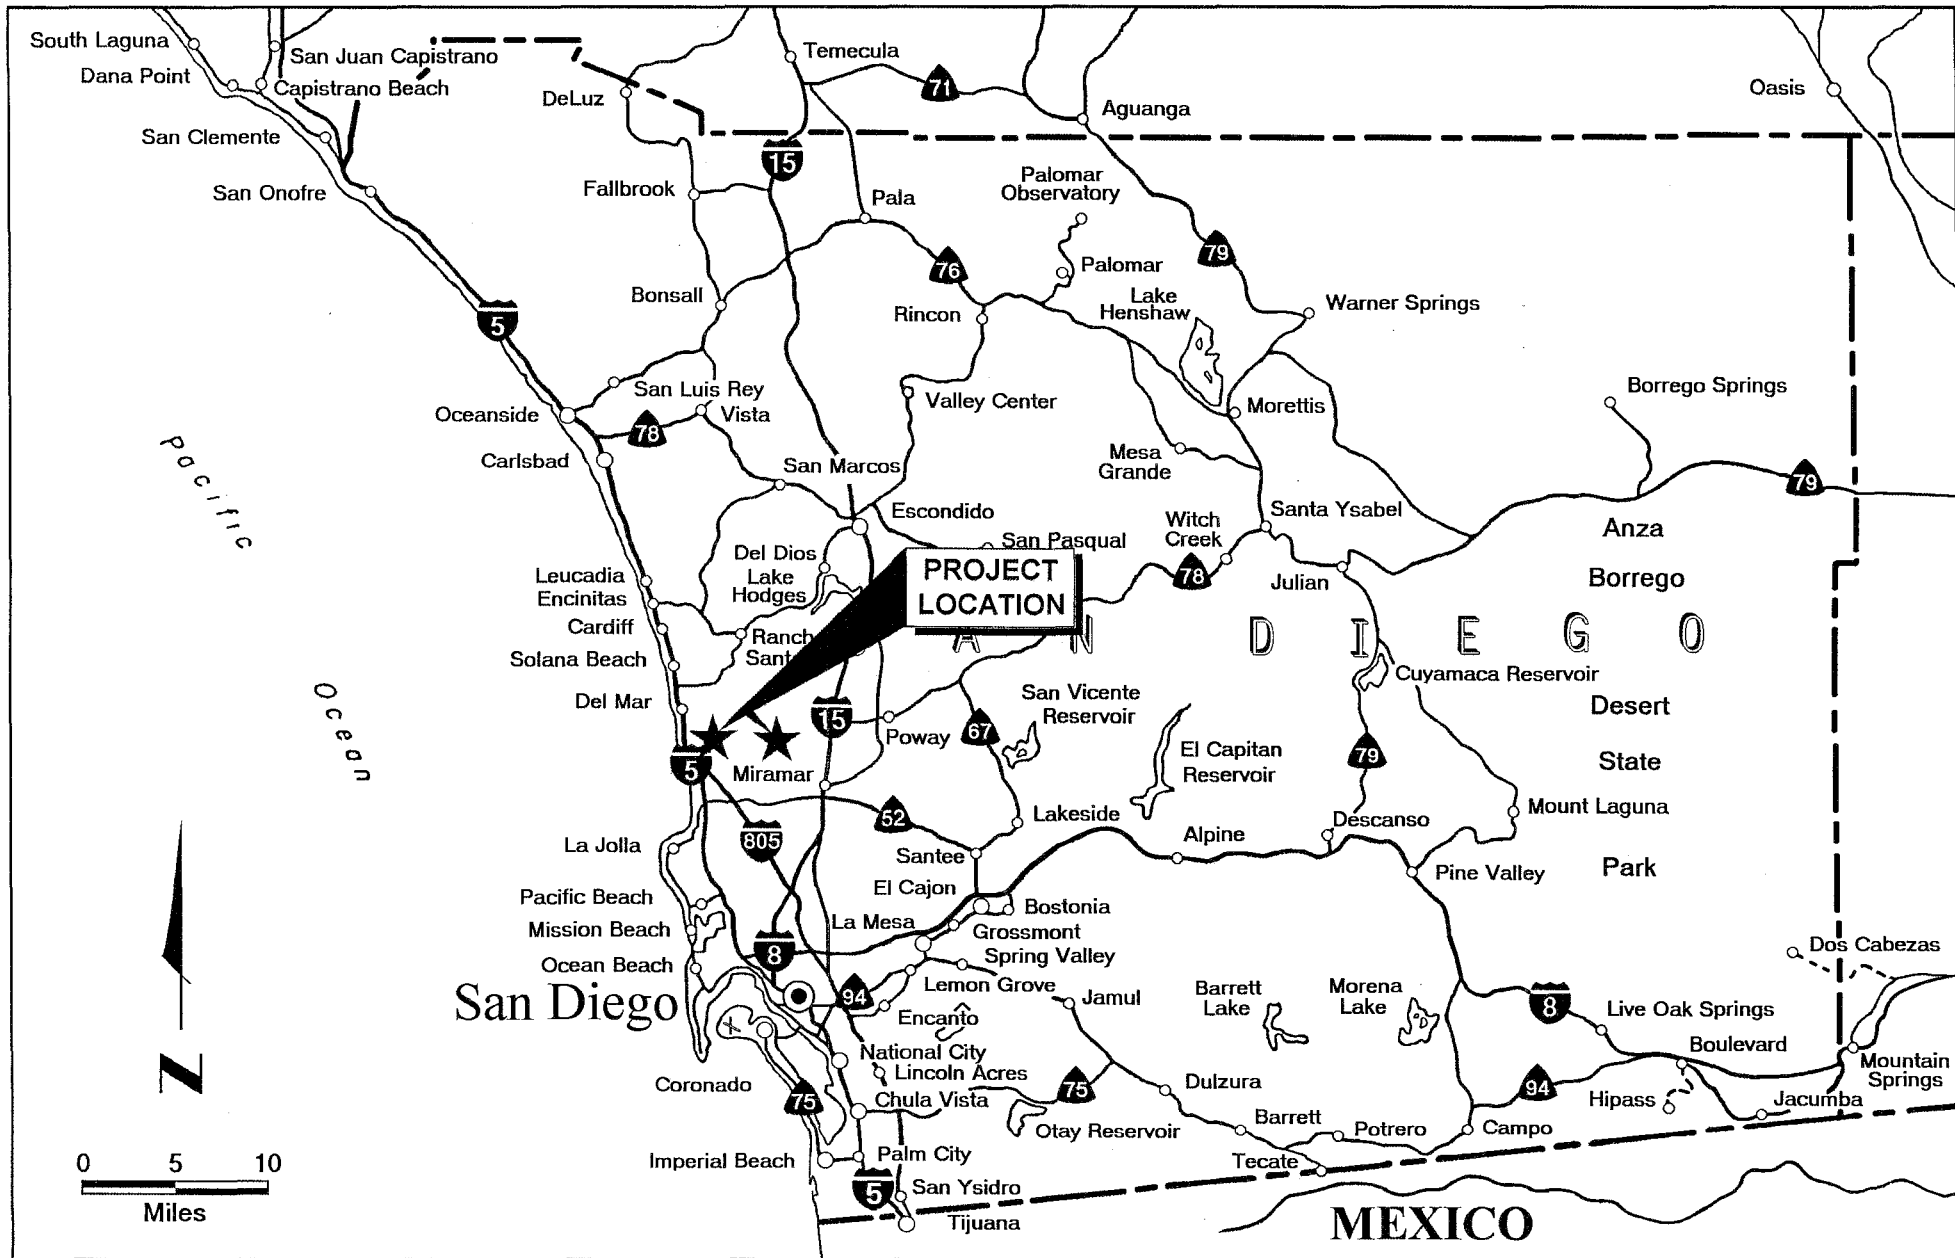 South Laguna
San Juan Capistrano
Dana Point
Capistrano Beach
San Clemente
San Onofre
Temecula
DeLuz
71
Aguanga
Oasis
15
Fallbrook
Pala
Palomar
Observatory
79
76
Palomar
Bonsall
Rincon
Lake
Henshaw
Warner Springs
5
San Luis Rey
Oceanside
Vista
78
Valley Center
Morettis
Borrego Springs
Carlsbad
San Marcos
Mesa
Grande
79
Pacific
Ocean
Escondido
Santa Ysabel
Witch
Creek
San Pasqual
Anza
Borrego
Desert
State
Park
Del Dios
Lake
Hodges
PROJECT
LOCATION
78
Julian
Leucadia
Encinitas
Cardiff
Ranch
Sant
Solana Beach
Del Mar
A N D I E G O
Cuyamaca Reservoir
San Vicente
Reservoir
15
67
Poway
El Capitan
Reservoir
79
5
Miramar
52
Lakeside
Descanso
Mount Laguna
La Jolla
805
Santee
Alpine
Pine Valley
El Cajon
Pacific Beach
La Mesa
Bostonia
Mission Beach
Grossmont
8
Spring Valley
Dos Cabezas
Ocean Beach
Lemon Grove
San Diego
94
Jamul
Barrett
Lake
Morena
Lake
8
Encanto
Live Oak Springs
National City
Lincoln Acres
Boulevard
Mountain
Springs
Coronado
75
Chula Vista
75
Dulzura
94
Hipass
Jacumba
Otay Reservoir
Barrett
Potrero
Campo
Imperial Beach
Palm City
Tecate
5
San Ysidro
Tijuana
MEXICO
N
0 5 10
Miles